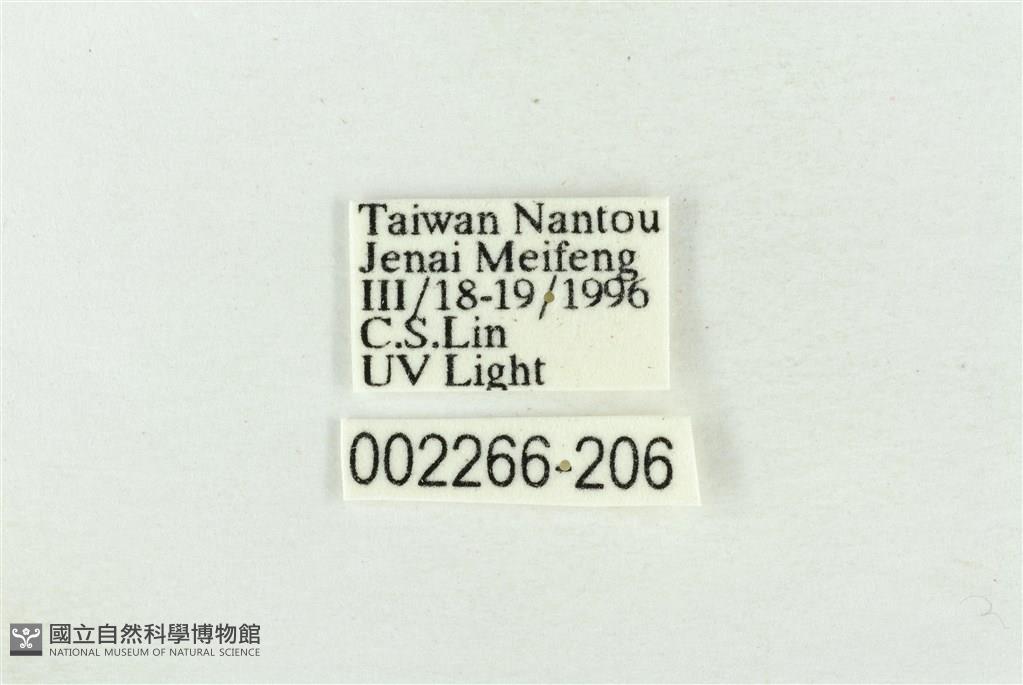 Taiwan Nantou
Jenai Meifeng
III/18-19/1996
C.S.Lin
UV Light
002266-206
國立自然科學博物館
NATIONAL MUSEUM OF NATURAL SCIENCE